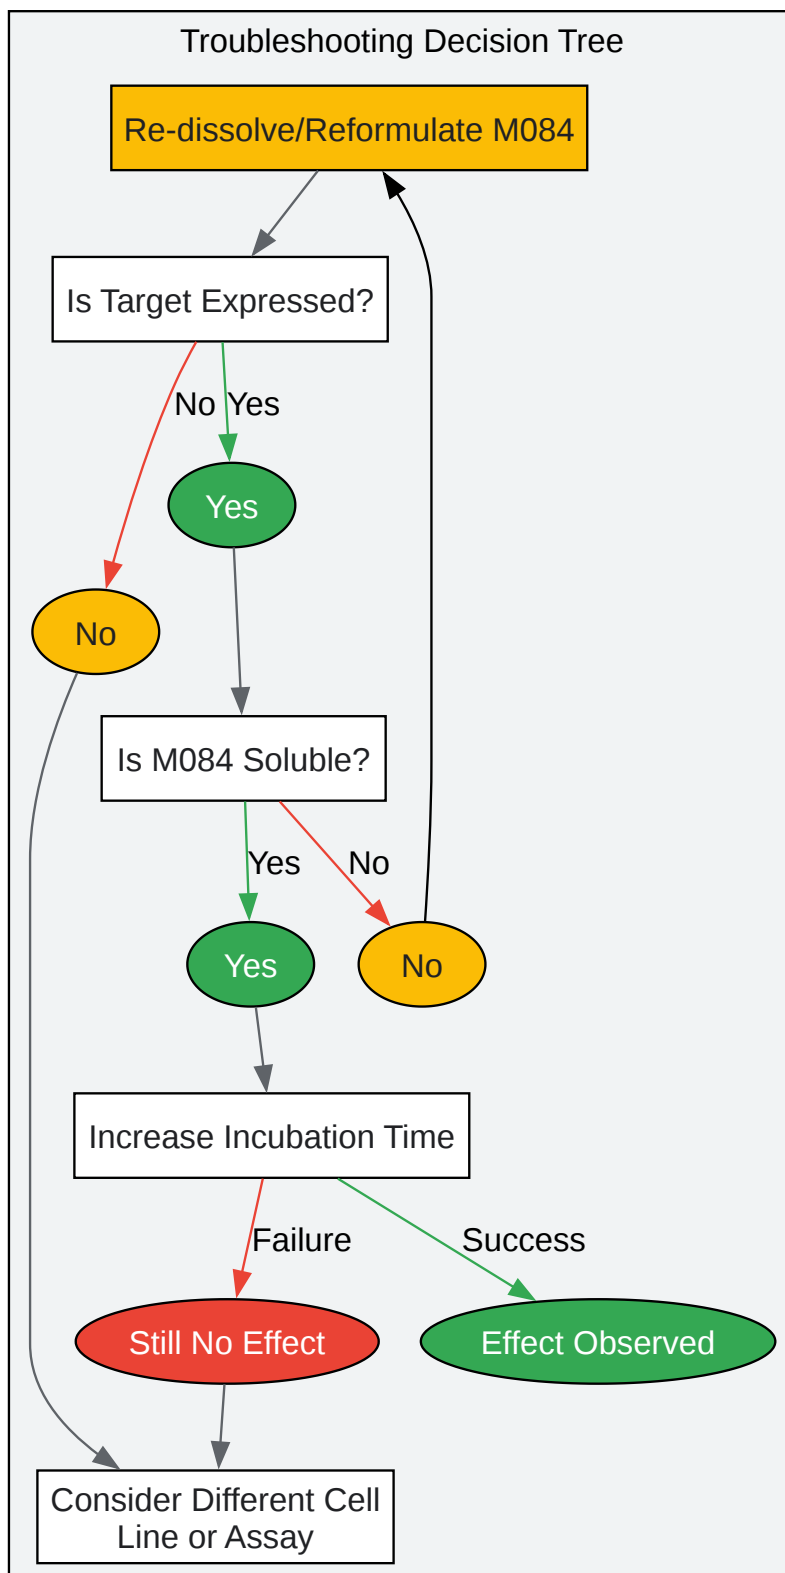 Troubleshooting Decision Tree
Re-dissolve/Reformulate M084
Is Target Expressed?
No
Yes
Yes
No
Is M084 Soluble?
Yes
No
Yes
No
Increase Incubation Time
Failure
Success
Still No Effect
Effect Observed
Consider Different Cell
Line or Assay